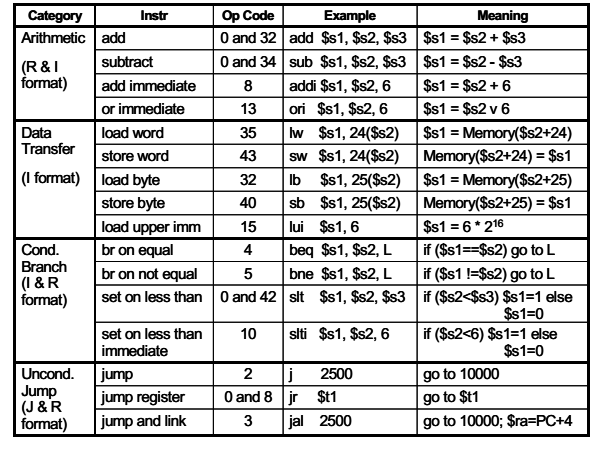 Category Instr Op Code Example Meaning
Arithmetic (R & I format) add 0 and 32 add $s1, $s2, $s3 $s1 = $s2 + $s3
subtract 0 and 34 sub $s1, $s2, $s3 $s1 = $s2 - $s3
add immediate 8 addi $s1, $s2, 6 $s1 = $s2 + 6
or immediate 13 ori $s1, $s2, 6 $s1 = $s2 v 6
Data Transfer (I format) load word 35 lw $s1, 24($s2) $s1 = Memory($s2+24)
store word 43 sw $s1, 24($s2) Memory($s2+24) = $s1
load byte 32 lb $s1, 25($s2) $s1 = Memory($s2+25)
store byte 40 sb $s1, 25($s2) Memory($s2+25) = $s1
load upper imm 15 lui $s1, 6 $s1 = 6 * 2¹⁶
Cond. Branch (I & R format) br on equal 4 beq $s1, $s2, L if ($s1==$s2) go to L
br on not equal 5 bne $s1, $s2, L if ($s1 !=$s2) go to L
set on less than 0 and 42 slt $s1, $s2, $s3 if ($s2<$s3) $s1=1 else $s1=0
set on less than immediate 10 slti $s1, $s2, 6 if ($s2<6) $s1=1 else $s1=0
Uncond. Jump (J & R format) jump 2 j 2500 go to 10000
jump register 0 and 8 jr $t1 go to $t1
jump and link 3 jal 2500 go to 10000; $ra=PC+4